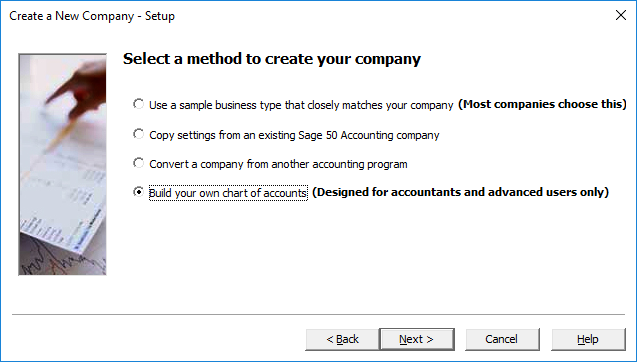 Create a New Company - Setup
Select a method to create your company
Use a sample business type that closely matches your company (Most companies choose this)
Copy settings from an existing Sage 50 Accounting company
Convert a company from another accounting program
Build your own chart of accounts (Designed for accountants and advanced users only)
< Back Next > Cancel Help